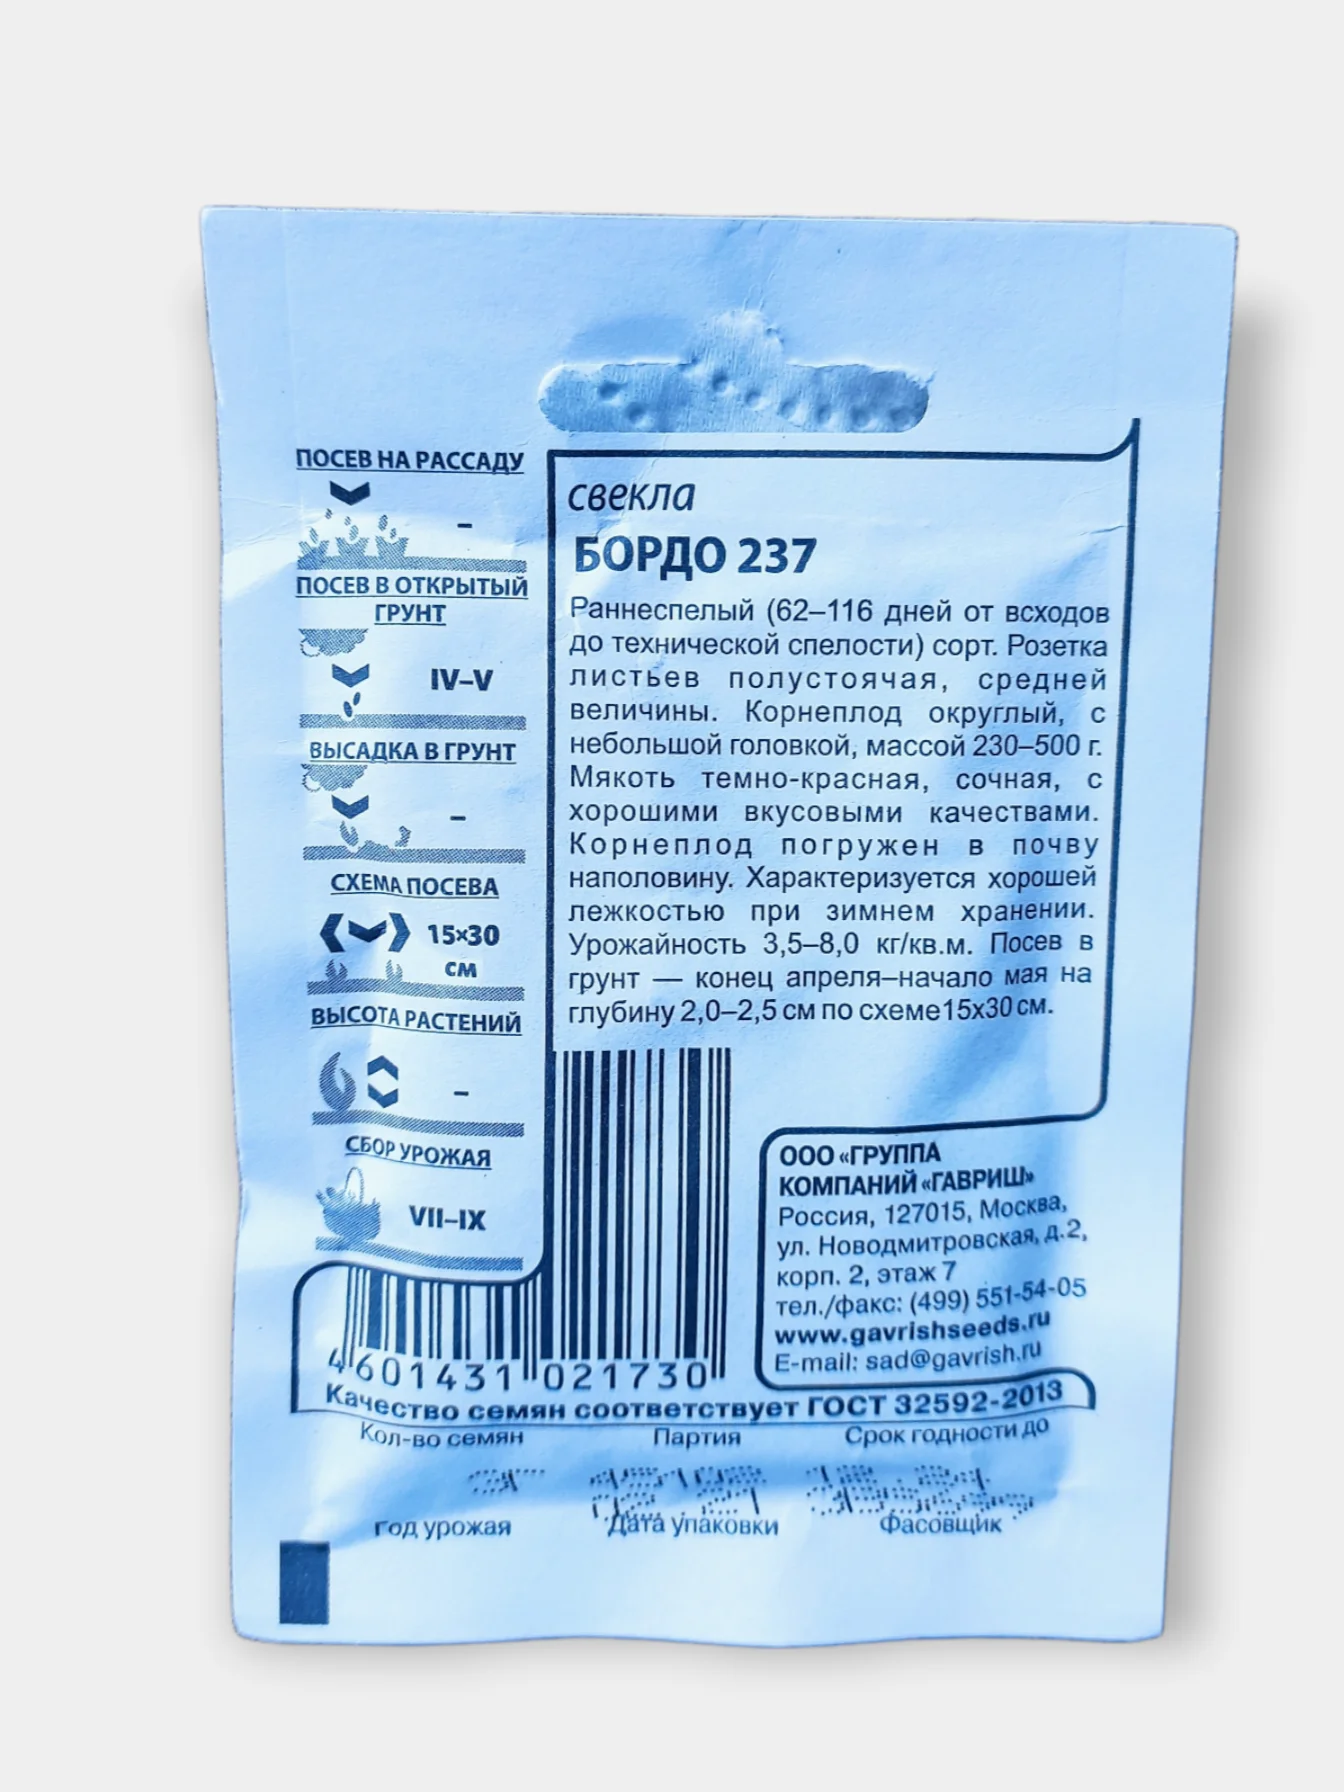 ПОСЕВ НА РАССАДУ
–
ПОСЕВ В ОТКРЫТЫЙ
ГРУНТ
IV–V
ВЫСАДКА В ГРУНТ
–
СХЕМА ПОСЕВА
15×30
см
ВЫСОТА РАСТЕНИЙ
–
СБОР УРОЖАЯ
VII–IX
свекла
БОРДО 237
Раннеспелый (62–116 дней от всходов
до технической спелости) сорт. Розетка
листьев полустоячая, средней
величины. Корнеплод округлый, с
небольшой головкой, массой 230–500 г.
Мякоть темно-красная, сочная, с
хорошими вкусовыми качествами.
Корнеплод погружен в почву
наполовину. Характеризуется хорошей
лежкостью при зимнем хранении.
Урожайность 3,5–8,0 кг/кв.м. Посев в
грунт — конец апреля–начало мая на
глубину 2,0–2,5 см по схеме15х30 см.
ООО «ГРУППА
КОМПАНИЙ «ГАВРИШ»
Россия, 127015, Москва,
ул. Новодмитровская, д.2,
корп. 2, этаж 7
тел./факс: (499) 551-54-05
www.gavrishseeds.ru
E-mail: sad@gavrish.ru
4 601431 021730
Качество семян соответствует ГОСТ 32592-2013
Кол-во семян Партия Срок годности до
Год урожая Дата упаковки Фасовщик